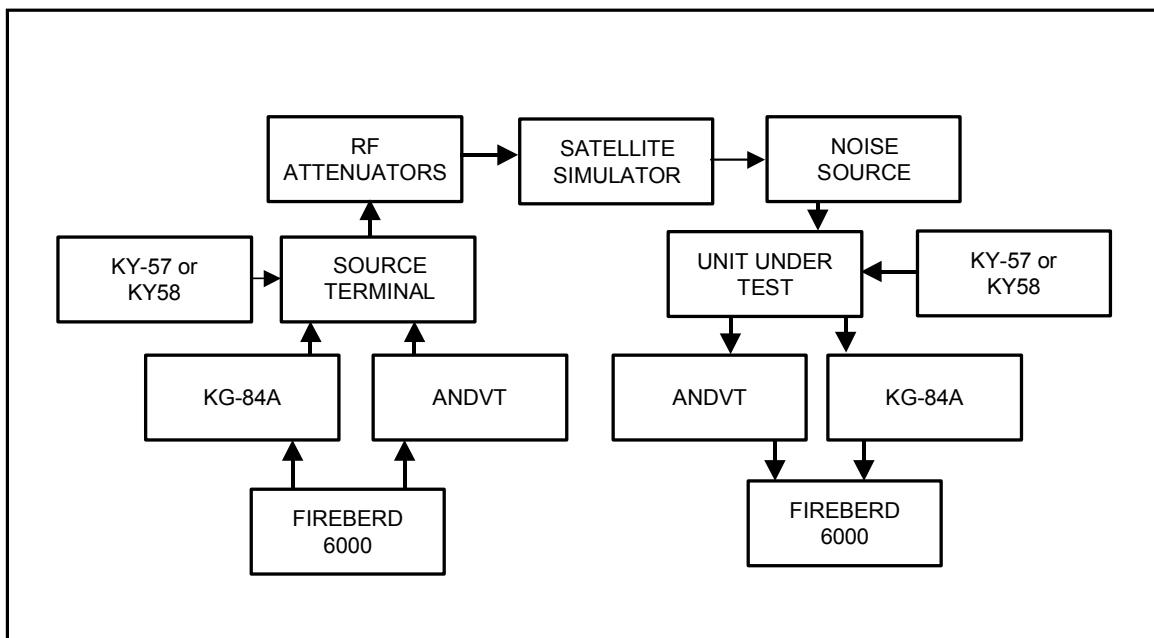 RF
ATTENUATORS
SATELLITE
SIMULATOR
NOISE
SOURCE
KY-57 or
KY58
SOURCE
TERMINAL
UNIT UNDER
TEST
KY-57 or
KY58
KG-84A
ANDVT
ANDVT
KG-84A
FIREBERD
6000
FIREBERD
6000